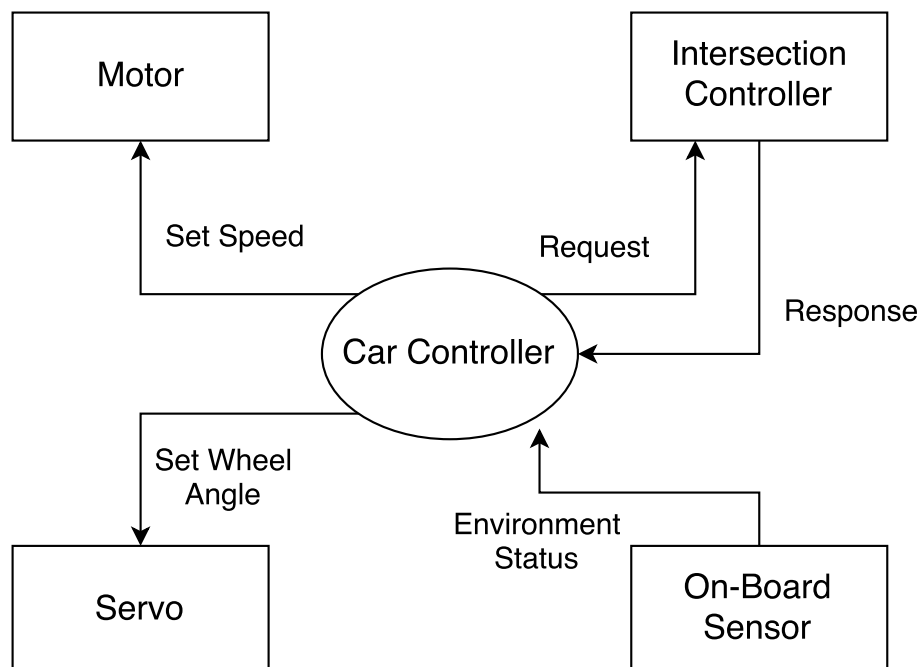 Motor
Intersection
Controller
Set Speed
Request
Response
Car Controller
Set Wheel
Angle
Environment
Status
Servo
On-Board
Sensor